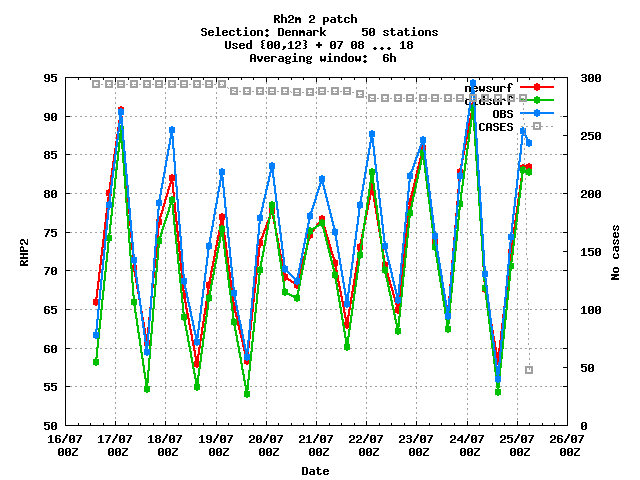 Rh2m 2 patch
Selection: Denmark 50 stations
Used {00,12} + 07 08 ... 18
Averaging window: 6h
95
90
85
80
75
70
65
60
55
50
RHP2
300
250
200
150
100
50
0
No cases
newsurf
oldsurf
OBS
CASES
16/07 17/07 18/07 19/07 20/07 21/07 22/07 23/07 24/07 25/07 26/07
00Z 00Z 00Z 00Z 00Z 00Z 00Z 00Z 00Z 00Z 00Z
Date